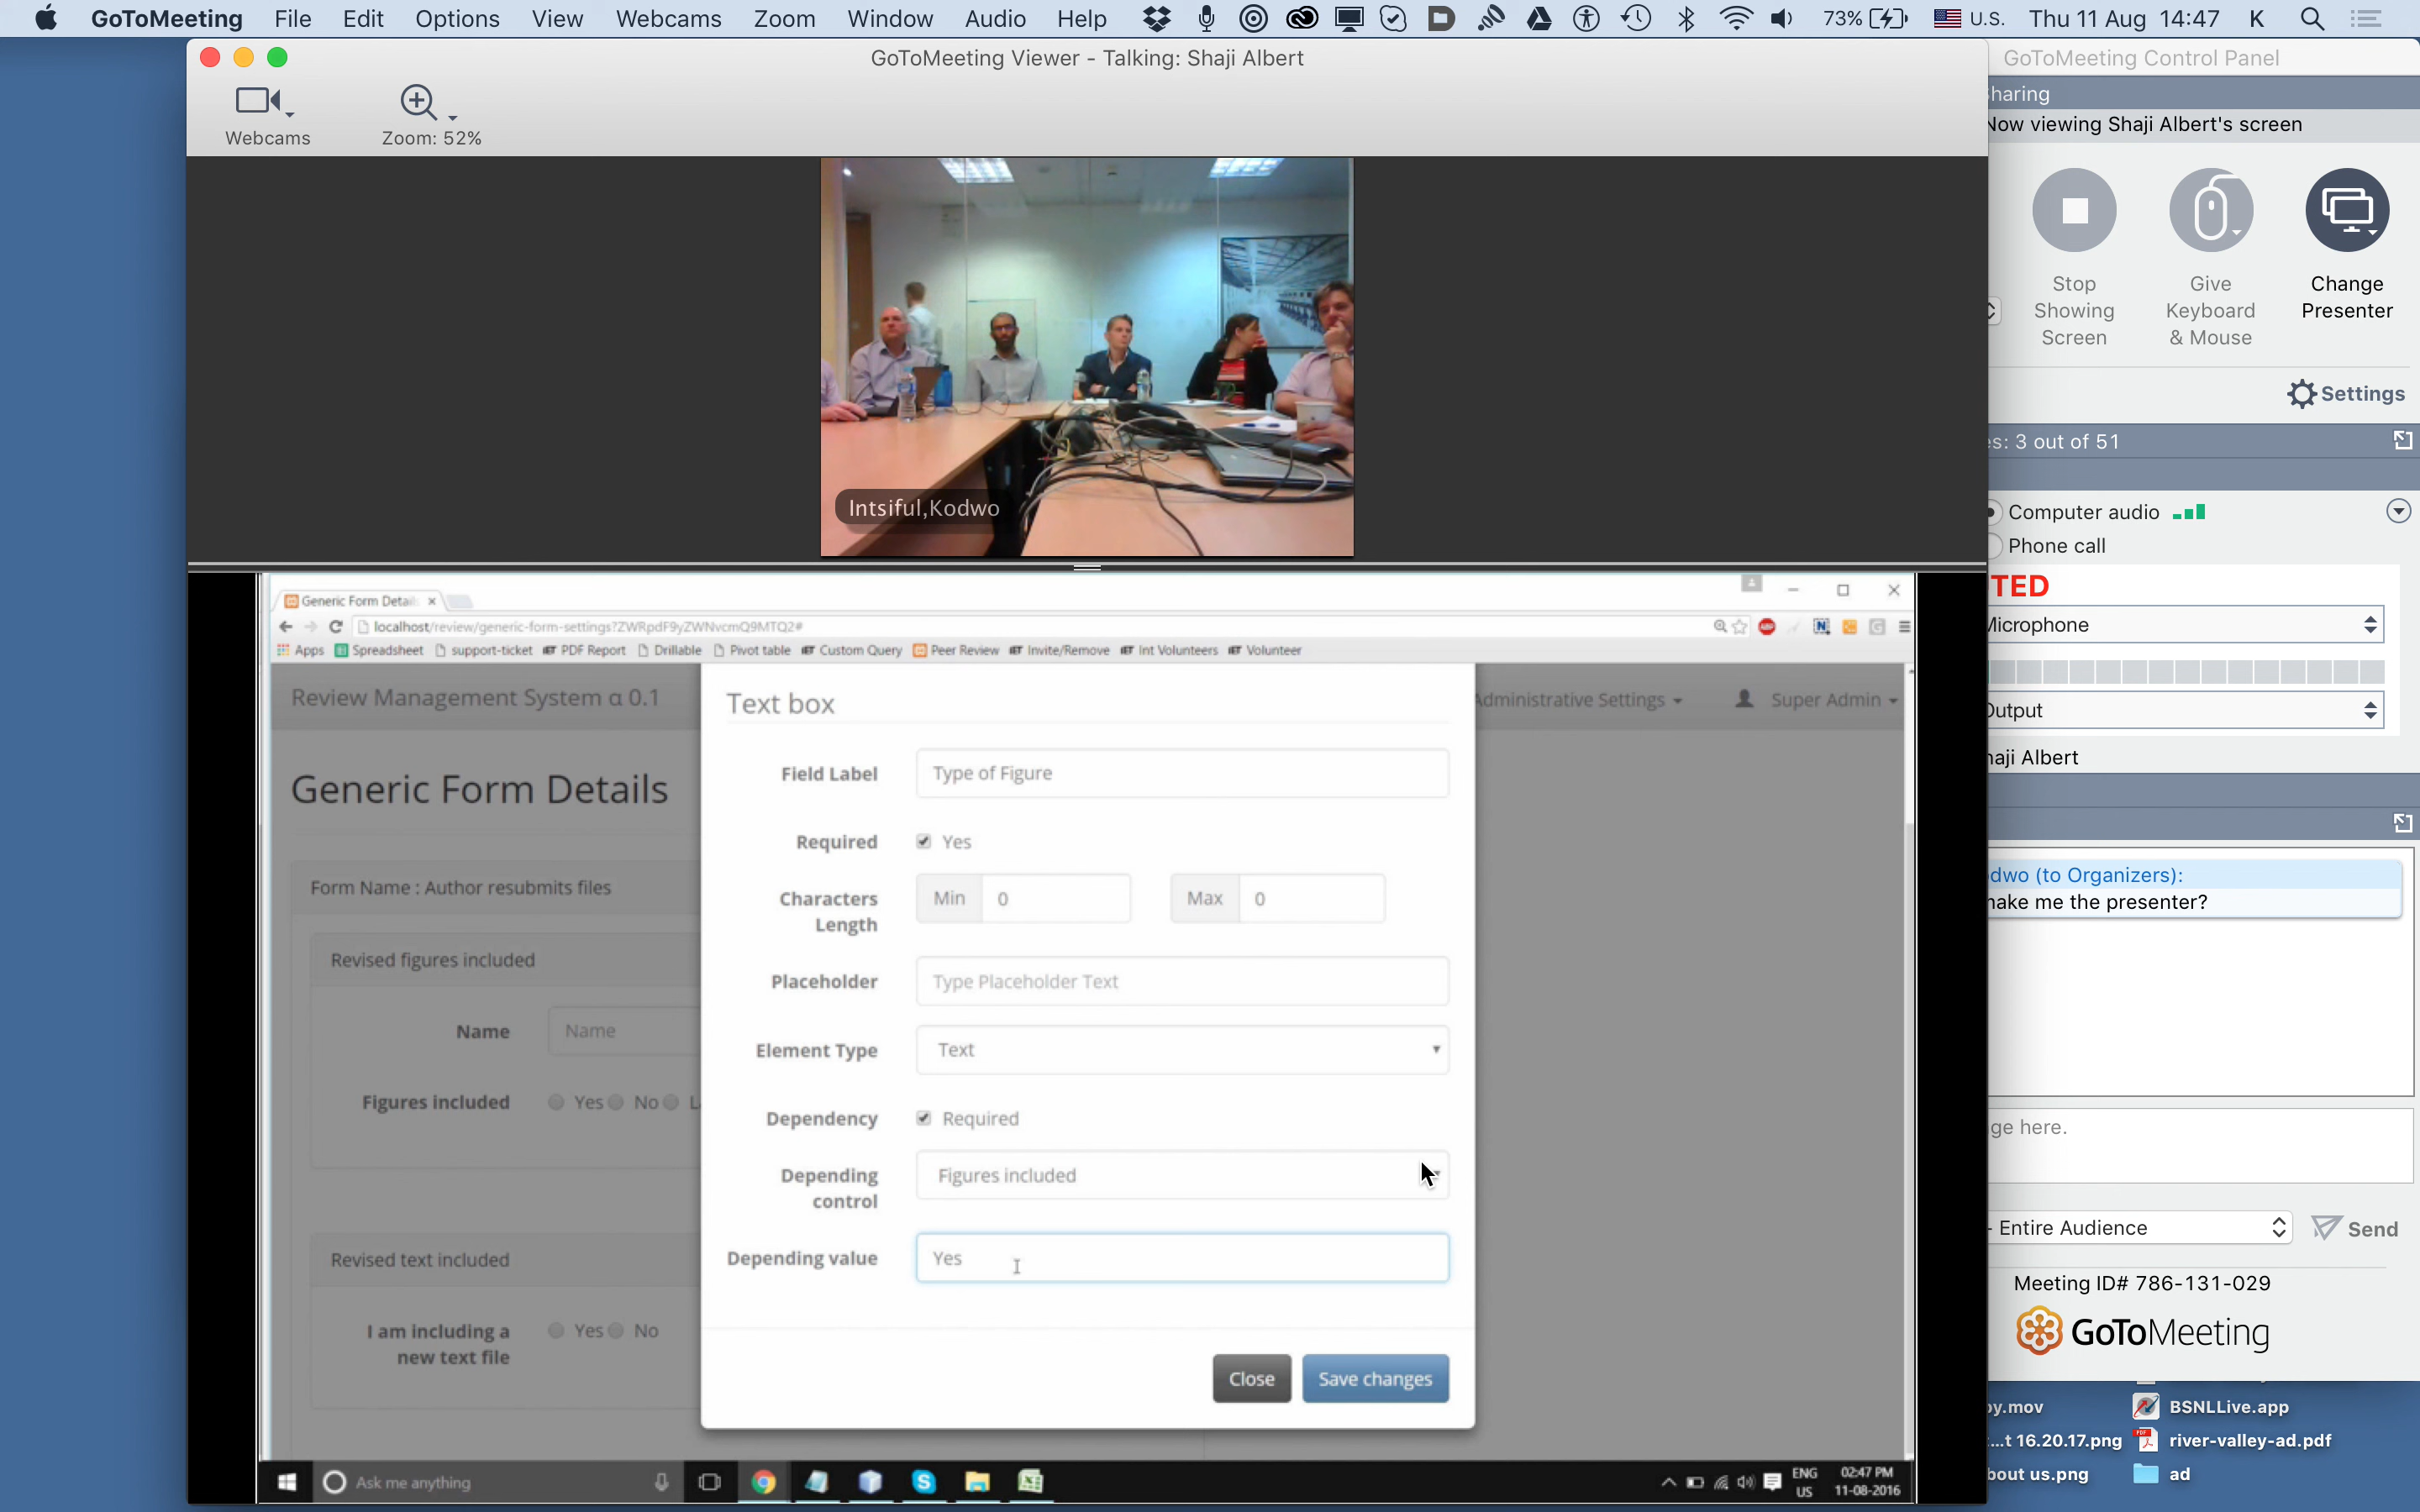 GoToMeeting File Edit Options View Webcams Zoom Window Audio Help 73% U.S. Thu 11 Aug 14:47 K
GoToMeeting Viewer - Talking: Shaji Albert
Webcams
Zoom: 52%
Intsiful,Kodwo
GoToMeeting Control Panel
haring
Now viewing Shaji Albert's screen
Stop Showing Screen
Give Keyboard & Mouse
Change Presenter
Settings
es: 3 out of 51
Computer audio
Phone call
TED
Microphone
Output
haji Albert
dwo (to Organizers):
make me the presenter?
ge here.
- Entire Audience
Send
Meeting ID# 786-131-029
GoToMeeting
Generic Form Detail
localhost/review/generic-form-settings?ZWRpdF9yZWNvcmQ9MTQ2#
Apps Spreadsheet support-ticket PDF Report Drillable Pivot table Custom Query Peer Review Invite/Remove Int Volunteers Volunteer
Review Management System α 0.1
Administrative Settings
Super Admin
Generic Form Details
Form Name : Author resubmits files
Revised figures included
Name
Name
Figures included Yes No L
Revised text included
I am including a
new text file
Yes No
Text box
Field Label Type of Figure
Required Yes
Characters
Length
Min 0 Max 0
Placeholder Type Placeholder Text
Element Type Text
Dependency Required
Depending
control
Figures included
Depending value Yes
Close Save changes
Ask me anything
ENG
US
02:47 PM
11-08-2016
py.mov
BSNLLive.app
...t 16.20.17.png
river-valley-ad.pdf
bout us.png
ad